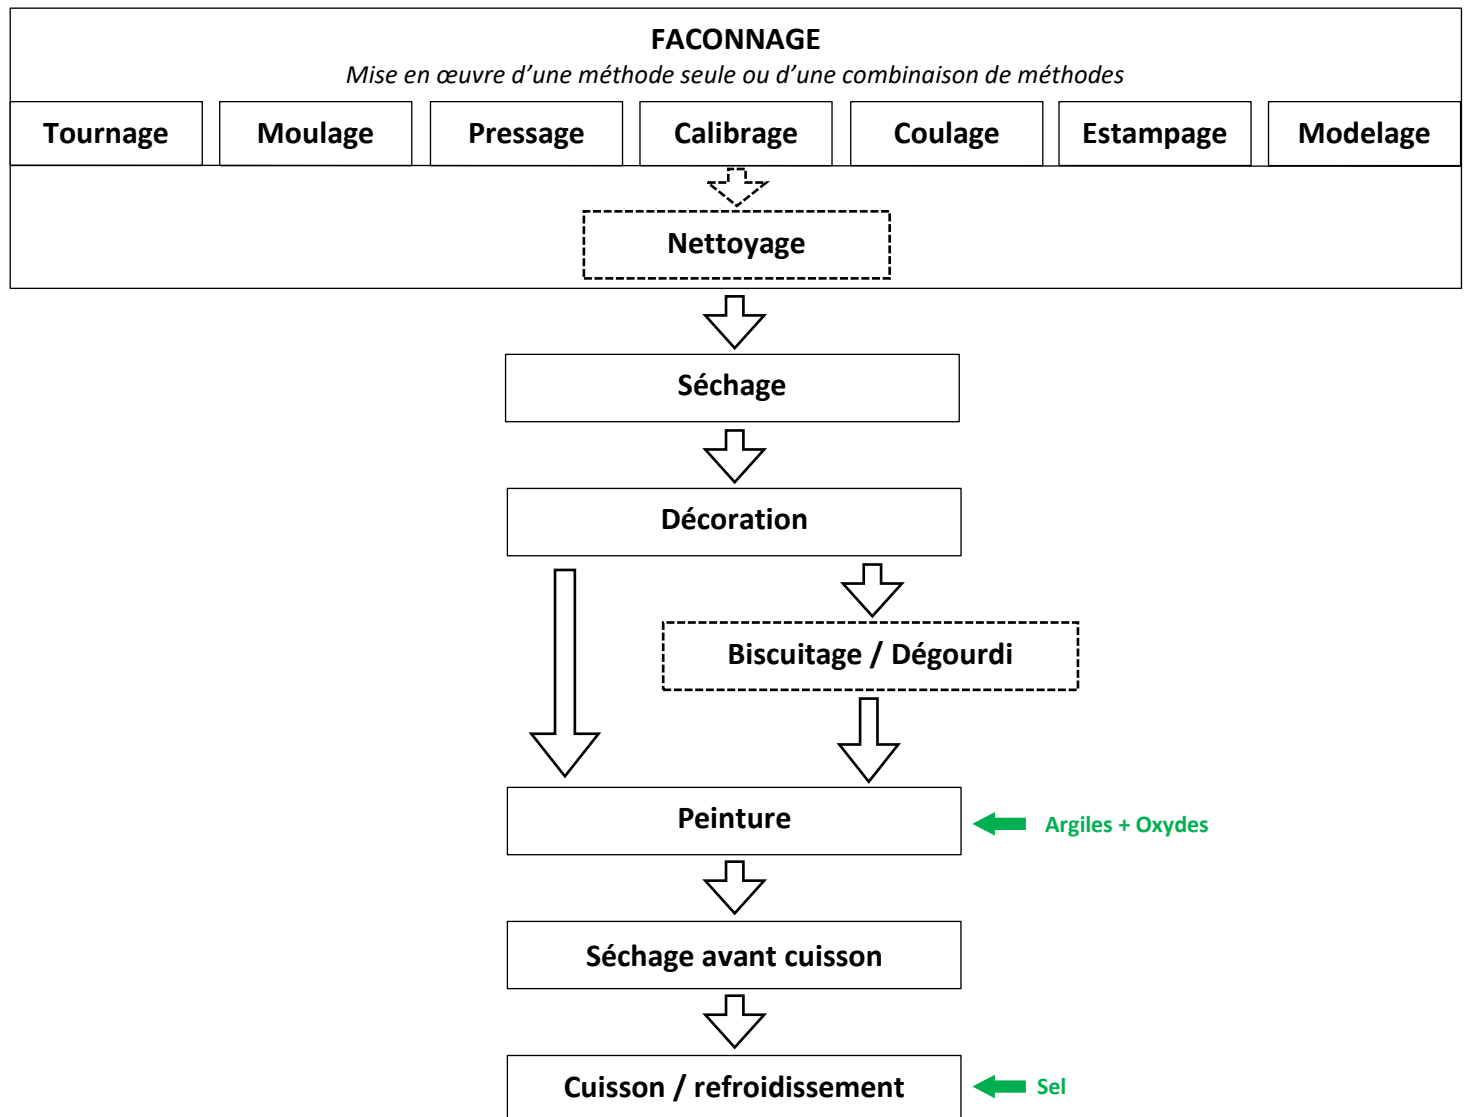 FACONNAGE
Mise en œuvre d’une méthode seule ou d’une combinaison de méthodes
Tournage
Moulage
Pressage
Calibrage
Coulage
Estampage
Modelage
Nettoyage
Séchage
Décoration
Biscuitage / Dégourdi
Peinture
Argiles + Oxydes
Séchage avant cuisson
Cuisson / refroidissement
Sel